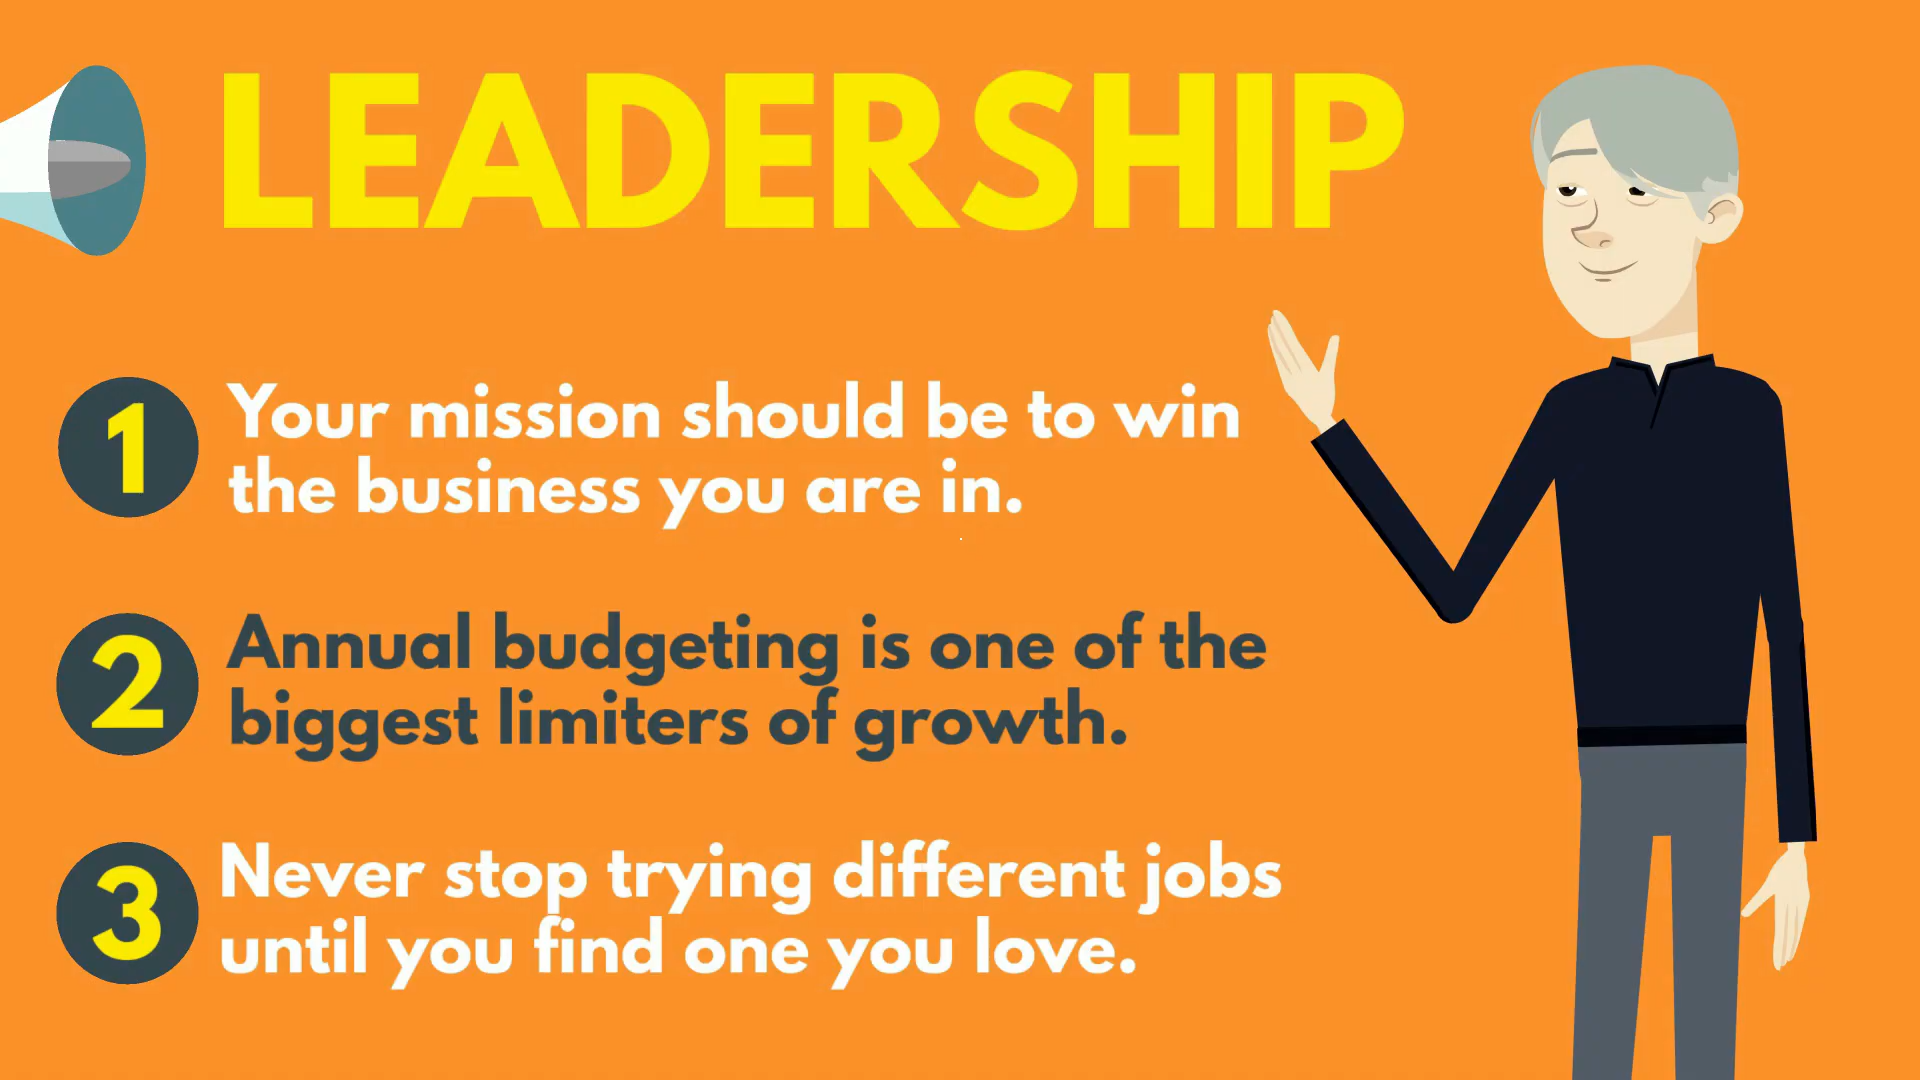 LEADERSHIP
1
Your mission should be to win
the business you are in.
2
Annual budgeting is one of the
biggest limiters of growth.
3
Never stop trying different jobs
until you find one you love.